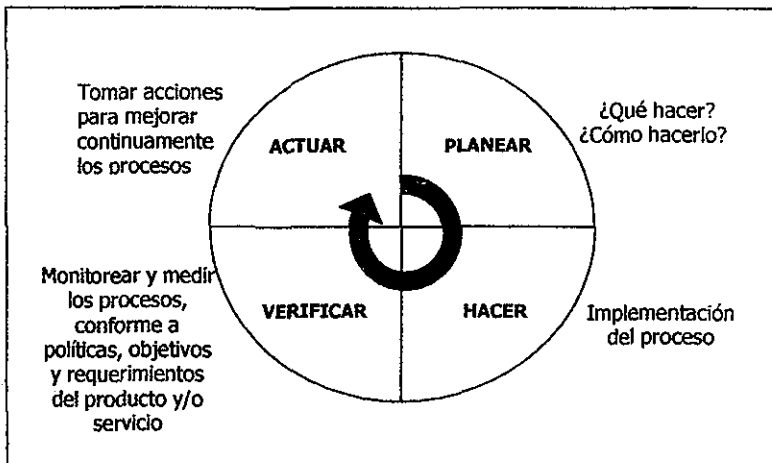 Tomar acciones
para mejorar
continuamente
los procesos
ACTUAR
PLANEAR
¿Qué hacer?
¿Cómo hacerlo?
Monitorear y medir
los procesos,
conforme a
políticas, objetivos
y requerimientos
del producto y/o
servicio
VERIFICAR
HACER
Implementación
del proceso